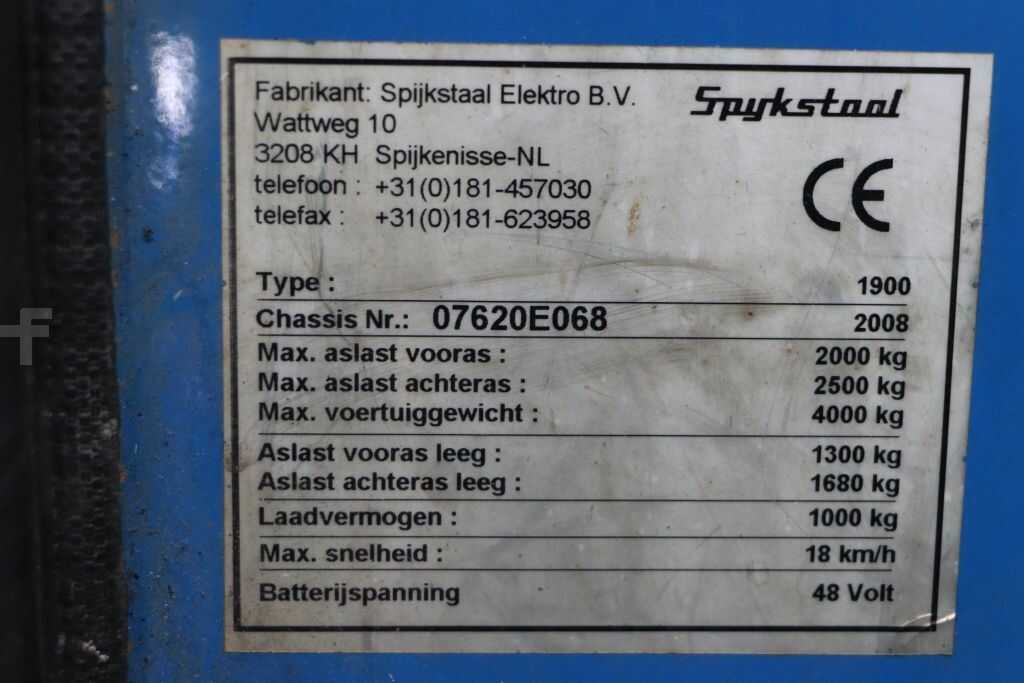 Fabrikant: Spijkstaal Elektro B.V.
Spykstaal
Wattweg 10
3208 KH Spijkenisse-NL
CE
telefoon : +31(0)181-457030
telefax : +31(0)181-623958
Type : 1900
Chassis Nr.: 07620E068 2008
Max. aslast vooras : 2000 kg
Max. aslast achteras : 2500 kg
Max. voertuiggewicht : 4000 kg
Aslast vooras leeg : 1300 kg
Aslast achteras leeg : 1680 kg
Laadvermogen : 1000 kg
Max. snelheid : 18 km/h
Batterijspanning 48 Volt